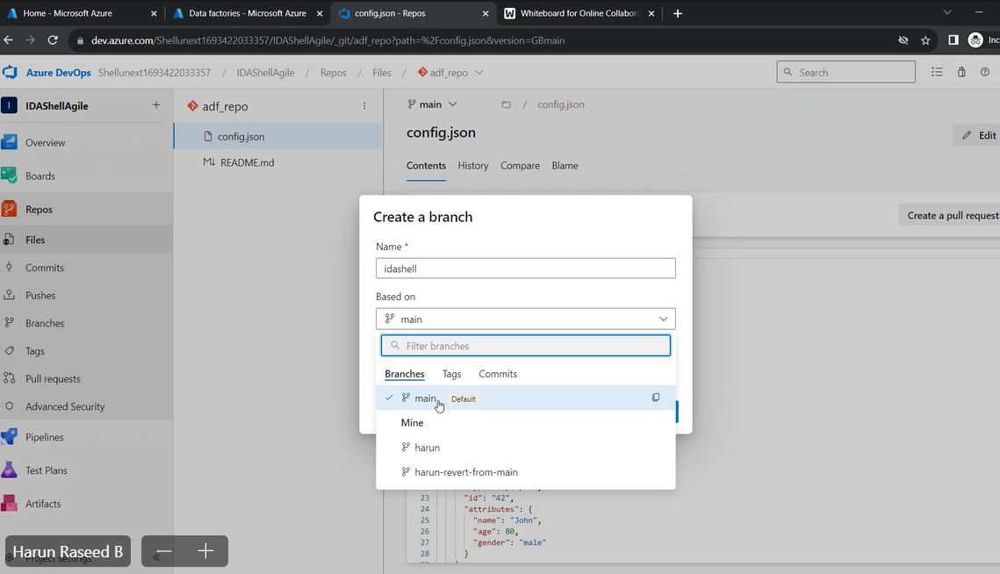 Home - Microsoft Azure
Data factories - Microsoft Azure
config.json - Repos
Whiteboard for Online Collabora
dev.azure.com/Shellunext1693422033357/IDAShellAgile/_git/adf_repo?path=%2Fconfig.json&version=GBmain
Inc
Azure DevOps Shellunext1693422033357 / IDAShellAgile / Repos / Files / adf_repo
Search
IDAShellAgile
Overview
Boards
Repos
Files
Commits
Pushes
Branches
Tags
Pull requests
Advanced Security
Pipelines
Test Plans
Artifacts
Project settings
Harun Raseed B
adf_repo
config.json
README.md
main
/ config.json
config.json
Edit
Contents History Compare Blame
Create a pull request
Create a branch
Name *
idashell
Based on
main
Filter branches
Branches Tags Commits
main Default
Mine
harun
harun-revert-from-main
23 "id": "42",
24 "attributes": {
25 "name": "John",
26 "age": 80,
27 "gender": "male"
28 }